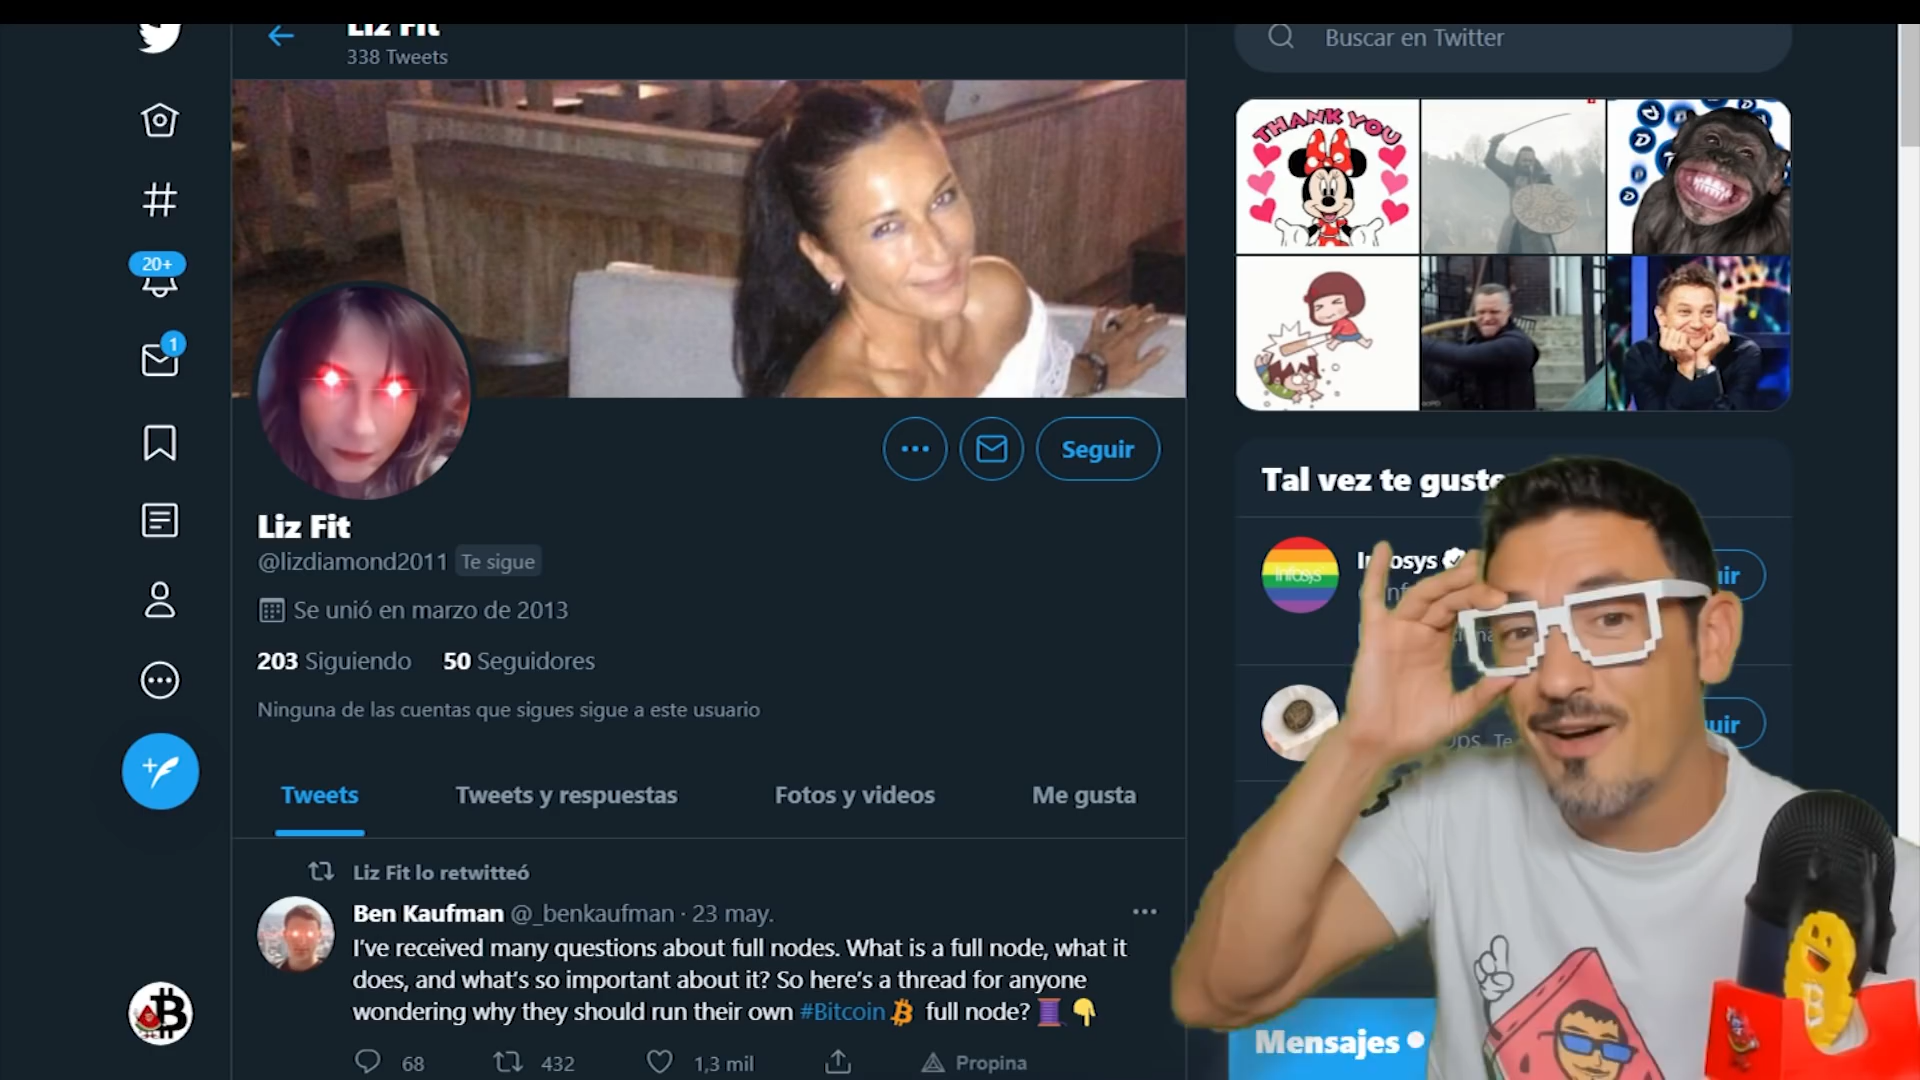 Liz Fit
338 Tweets
Buscar en Twitter
THANK YOU
20+
1
Seguir
Liz Fit
@lizdiamond2011 Te sigue
Se unió en marzo de 2013
203 Siguiendo 50 Seguidores
Ninguna de las cuentas que sigues sigue a este usuario
Tweets Tweets y respuestas Fotos y videos Me gusta
Liz Fit lo retwitteó
Ben Kaufman @_benkaufman · 23 may.
I've received many questions about full nodes. What is a full node, what it
does, and what's so important about it? So here's a thread for anyone
wondering why they should run their own #Bitcoin full node? 🧵👇
68 432 1,3 mil Propina
Tal vez te guste
Infosys
Infosys
Te
Mensajes